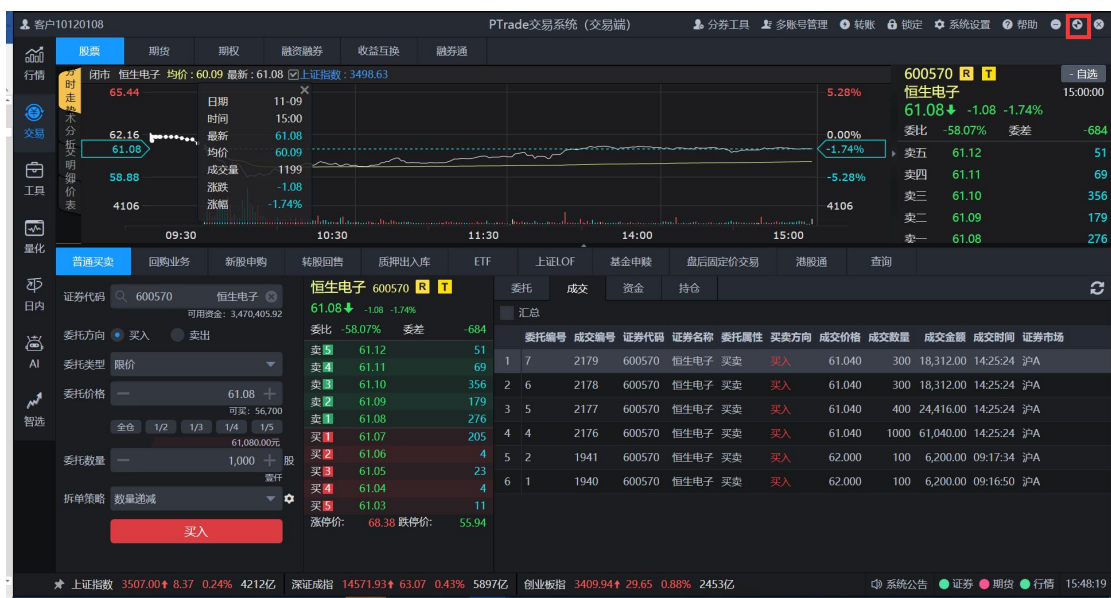 客户10120108 PTrade交易系统（交易端） 分券工具 多账号管理 转账 锁定 系统设置 帮助
行情
交易
工具
量化
日内
AI
智选
股票 期货 期权 融资融券 收益互换 融券通
分时走势
技术分析
成交明细
分价表
闭市 恒生电子 均价：60.09 最新：61.08 上证指数：3498.63
65.44 5.28%
62.16 0.00%
61.08 -1.74%
58.88 -5.28%
4106 4106
日期 11-09
时间 15:00
最新 61.08
均价 60.09
成交量 1199
涨跌 -1.08
涨幅 -1.74%
09:30 10:30 11:30 14:00 15:00
600570 R T - 自选
恒生电子 15:00:00
61.08 -1.08 -1.74%
委比 -58.07% 委差 -684
卖五 61.12 51
卖四 61.11 69
卖三 61.10 356
卖二 61.09 179
卖一 61.08 276
普通买卖 回购业务 新股申购 转股回售 质押出入库 ETF 上证LOF 基金申赎 盘后固定价交易 港股通 查询
证券代码 600570 恒生电子
可用资金：3,470,405.92
委托方向 买入 卖出
委托类型 限价
委托价格 61.08
可买：56,700
全仓 1/2 1/3 1/4 1/5
61,080.00元
委托数量 1,000 股
壹仟
拆单策略 数量递减
买入
恒生电子 600570 R T
61.08 -1.08 -1.74%
委比 -58.07% 委差 -684
卖5 61.12 51
卖4 61.11 69
卖3 61.10 356
卖2 61.09 179
卖1 61.08 276
买1 61.07 205
买2 61.06 4
买3 61.05 23
买4 61.04 4
买5 61.03 11
涨停价: 68.38 跌停价: 55.94
委托 成交 资金 持仓
汇总
委托编号 成交编号 证券代码 证券名称 委托属性 买卖方向 成交价格 成交数量 成交金额 成交时间 证券市场
1 7 2179 600570 恒生电子 买卖 买入 61.040 300 18,312.00 14:25:24 沪A
2 6 2178 600570 恒生电子 买卖 买入 61.040 300 18,312.00 14:25:24 沪A
3 5 2177 600570 恒生电子 买卖 买入 61.040 400 24,416.00 14:25:24 沪A
4 4 2176 600570 恒生电子 买卖 买入 61.040 1000 61,040.00 14:25:24 沪A
5 2 1941 600570 恒生电子 买卖 买入 62.000 100 6,200.00 09:17:34 沪A
6 1 1940 600570 恒生电子 买卖 买入 62.000 100 6,200.00 09:16:50 沪A
上证指数 3507.00 8.37 0.24% 4212亿 深证成指 14571.93 63.07 0.43% 5897亿 创业板指 3409.94 29.65 0.88% 2453亿 系统公告 证券 期货 行情 15:48:19